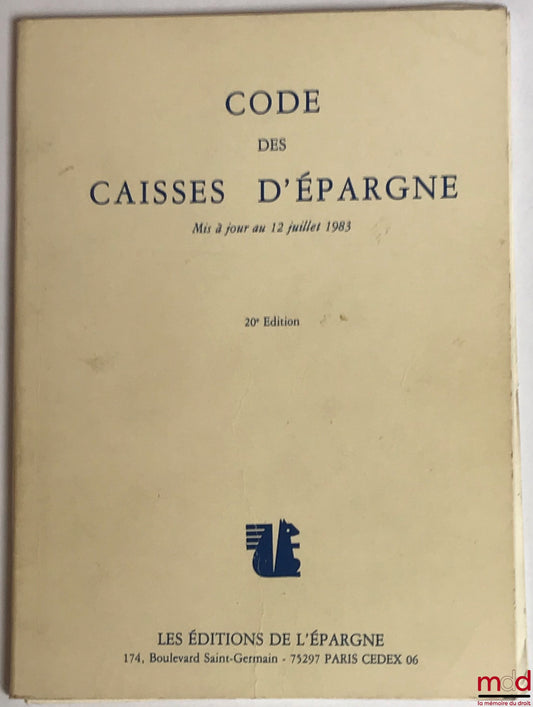 CODE
DES
CAISSES D'ÉPARGNE
Mis à jour au 12 juillet 1983
20e Edition
LES ÉDITIONS DE L'ÉPARGNE
174, Boulevard Saint-Germain - 75297 PARIS CEDEX 06
mdd
la mémoire du droit